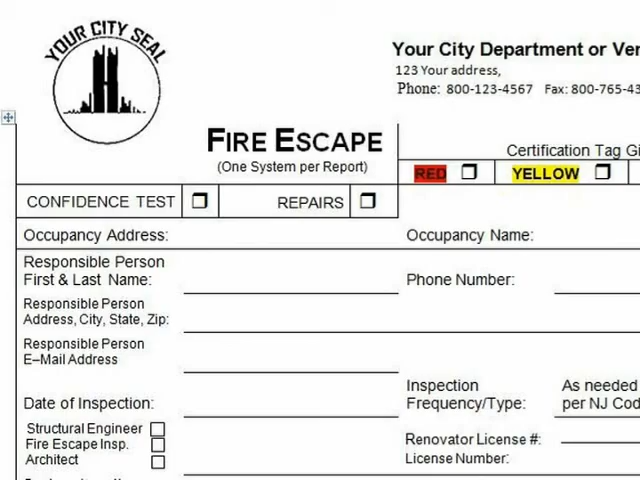 YOUR CITY SEAL
Your City Department or Ver
123 Your address,
Phone: 800-123-4567 Fax: 800-765-43
FIRE ESCAPE
(One System per Report)
Certification Tag Gi
RED
YELLOW
CONFIDENCE TEST
REPAIRS
Occupancy Address:
Occupancy Name:
Responsible Person
First & Last Name:
Phone Number:
Responsible Person
Address, City, State, Zip:
Responsible Person
E–Mail Address
Inspection
Frequency/Type:
As needed
per NJ Cod
Date of Inspection:
Structural Engineer
Fire Escape Insp.
Architect
Renovator License #:
License Number: